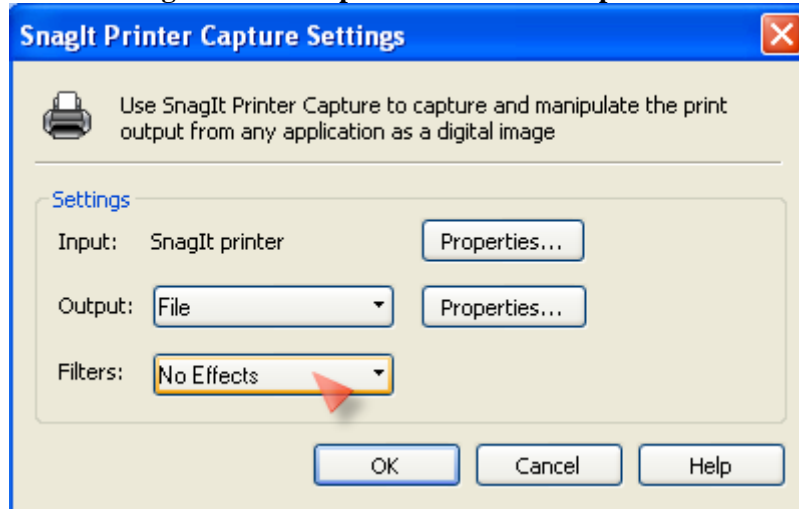 SnagIt Printer Capture Settings
Use SnagIt Printer Capture to capture and manipulate the print
output from any application as a digital image
Settings
Input: SnagIt printer Properties...
Output: File Properties...
Filters: No Effects
OK Cancel Help